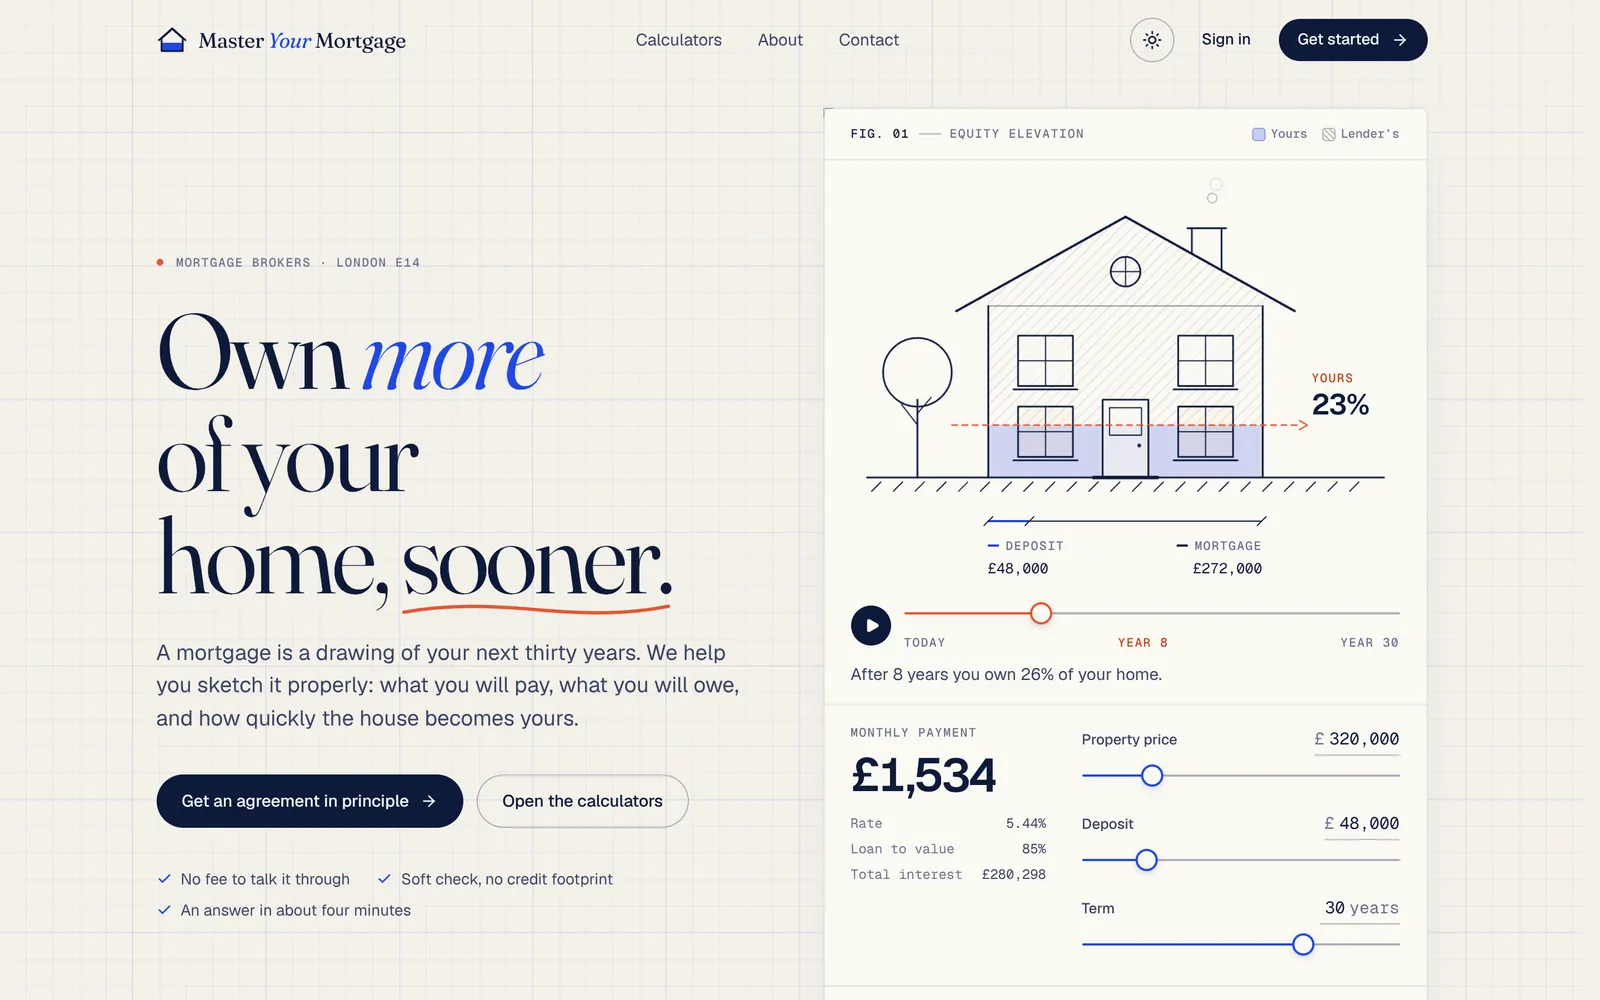 Master Your Mortgage
Calculators
About
Contact
Sign in
Get started
MORTGAGE BROKERS · LONDON E14
Own more
of your
home, sooner.
A mortgage is a drawing of your next thirty years. We help
you sketch it properly: what you will pay, what you will owe,
and how quickly the house becomes yours.
Get an agreement in principle
Open the calculators
No fee to talk it through
Soft check, no credit footprint
An answer in about four minutes
FIG. 01 — EQUITY ELEVATION
Yours
Lender's
YOURS
23%
DEPOSIT
£48,000
MORTGAGE
£272,000
TODAY
YEAR 8
YEAR 30
After 8 years you own 26% of your home.
MONTHLY PAYMENT
£1,534
Rate 5.44%
Loan to value 85%
Total interest £280,298
Property price £ 320,000
Deposit £ 48,000
Term 30 years